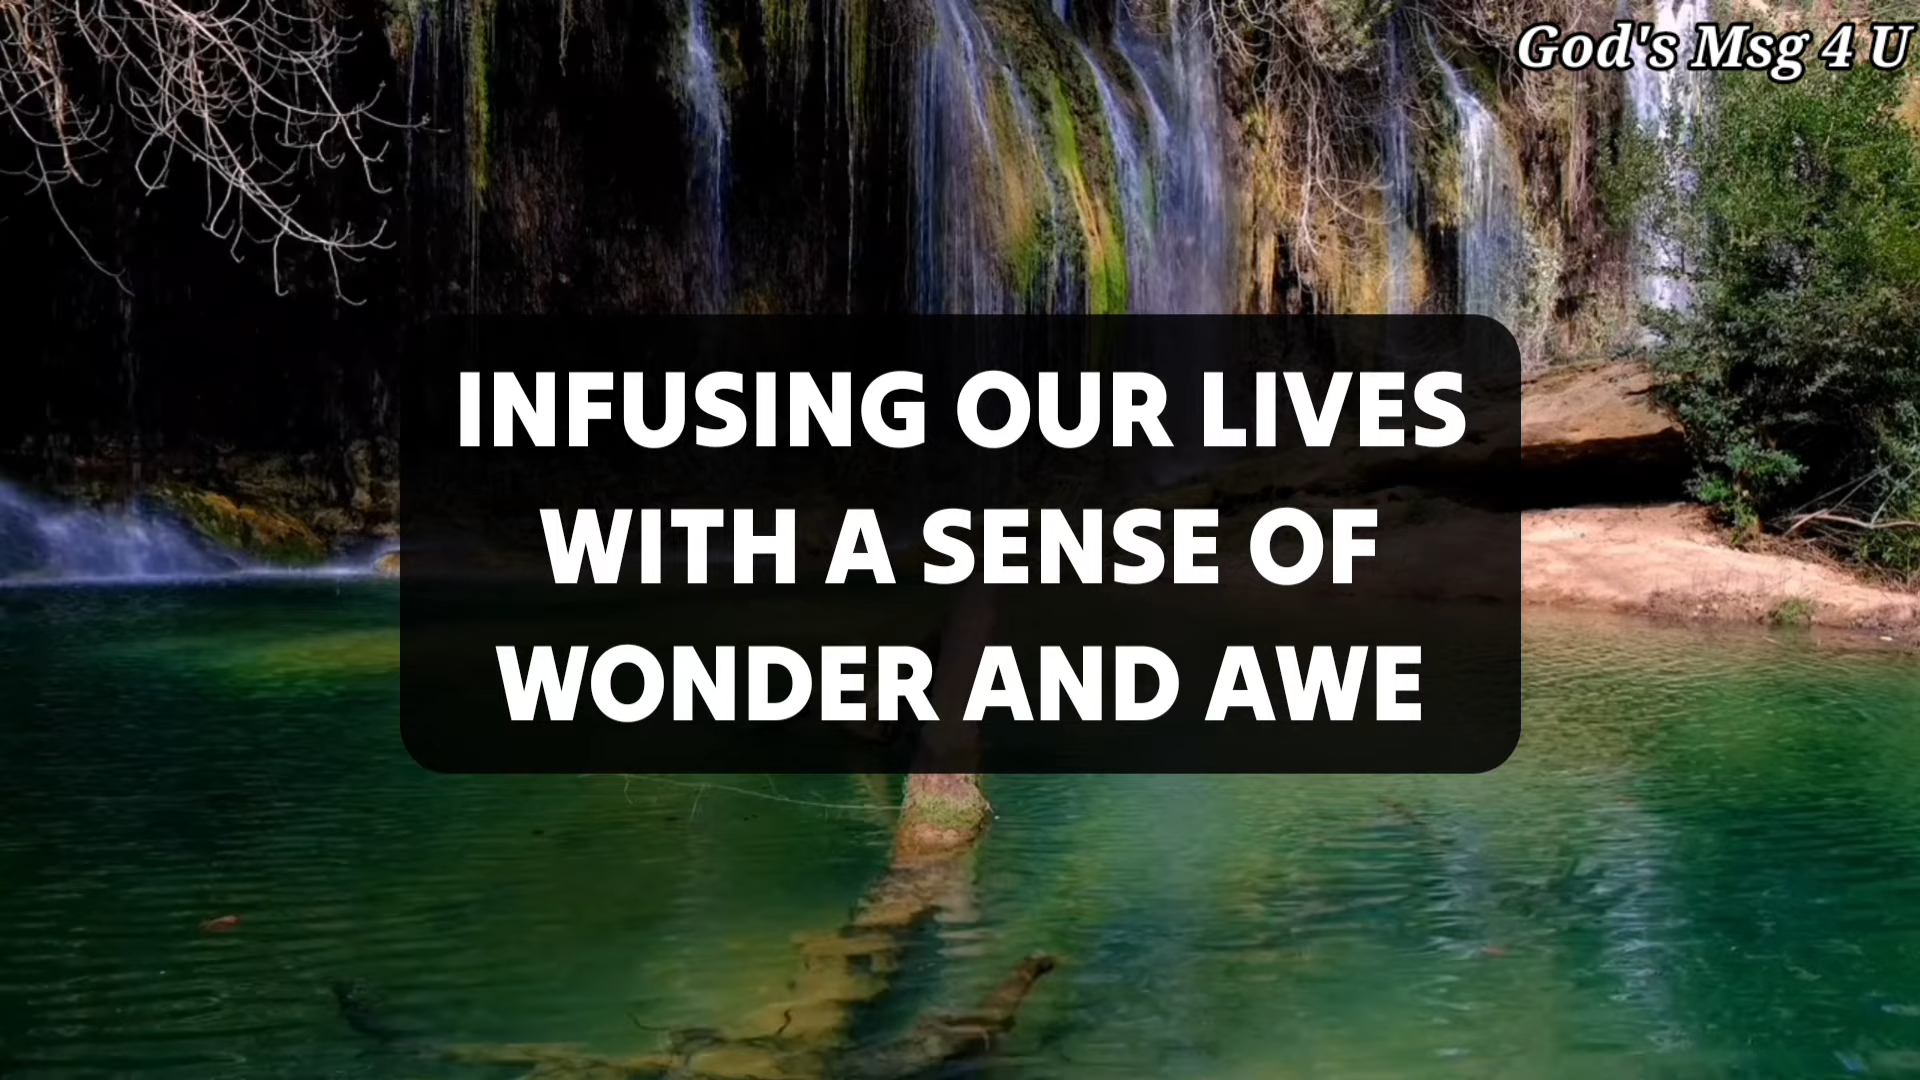 God's Msg 4 U
INFUSING OUR LIVES
WITH A SENSE OF
WONDER AND AWE